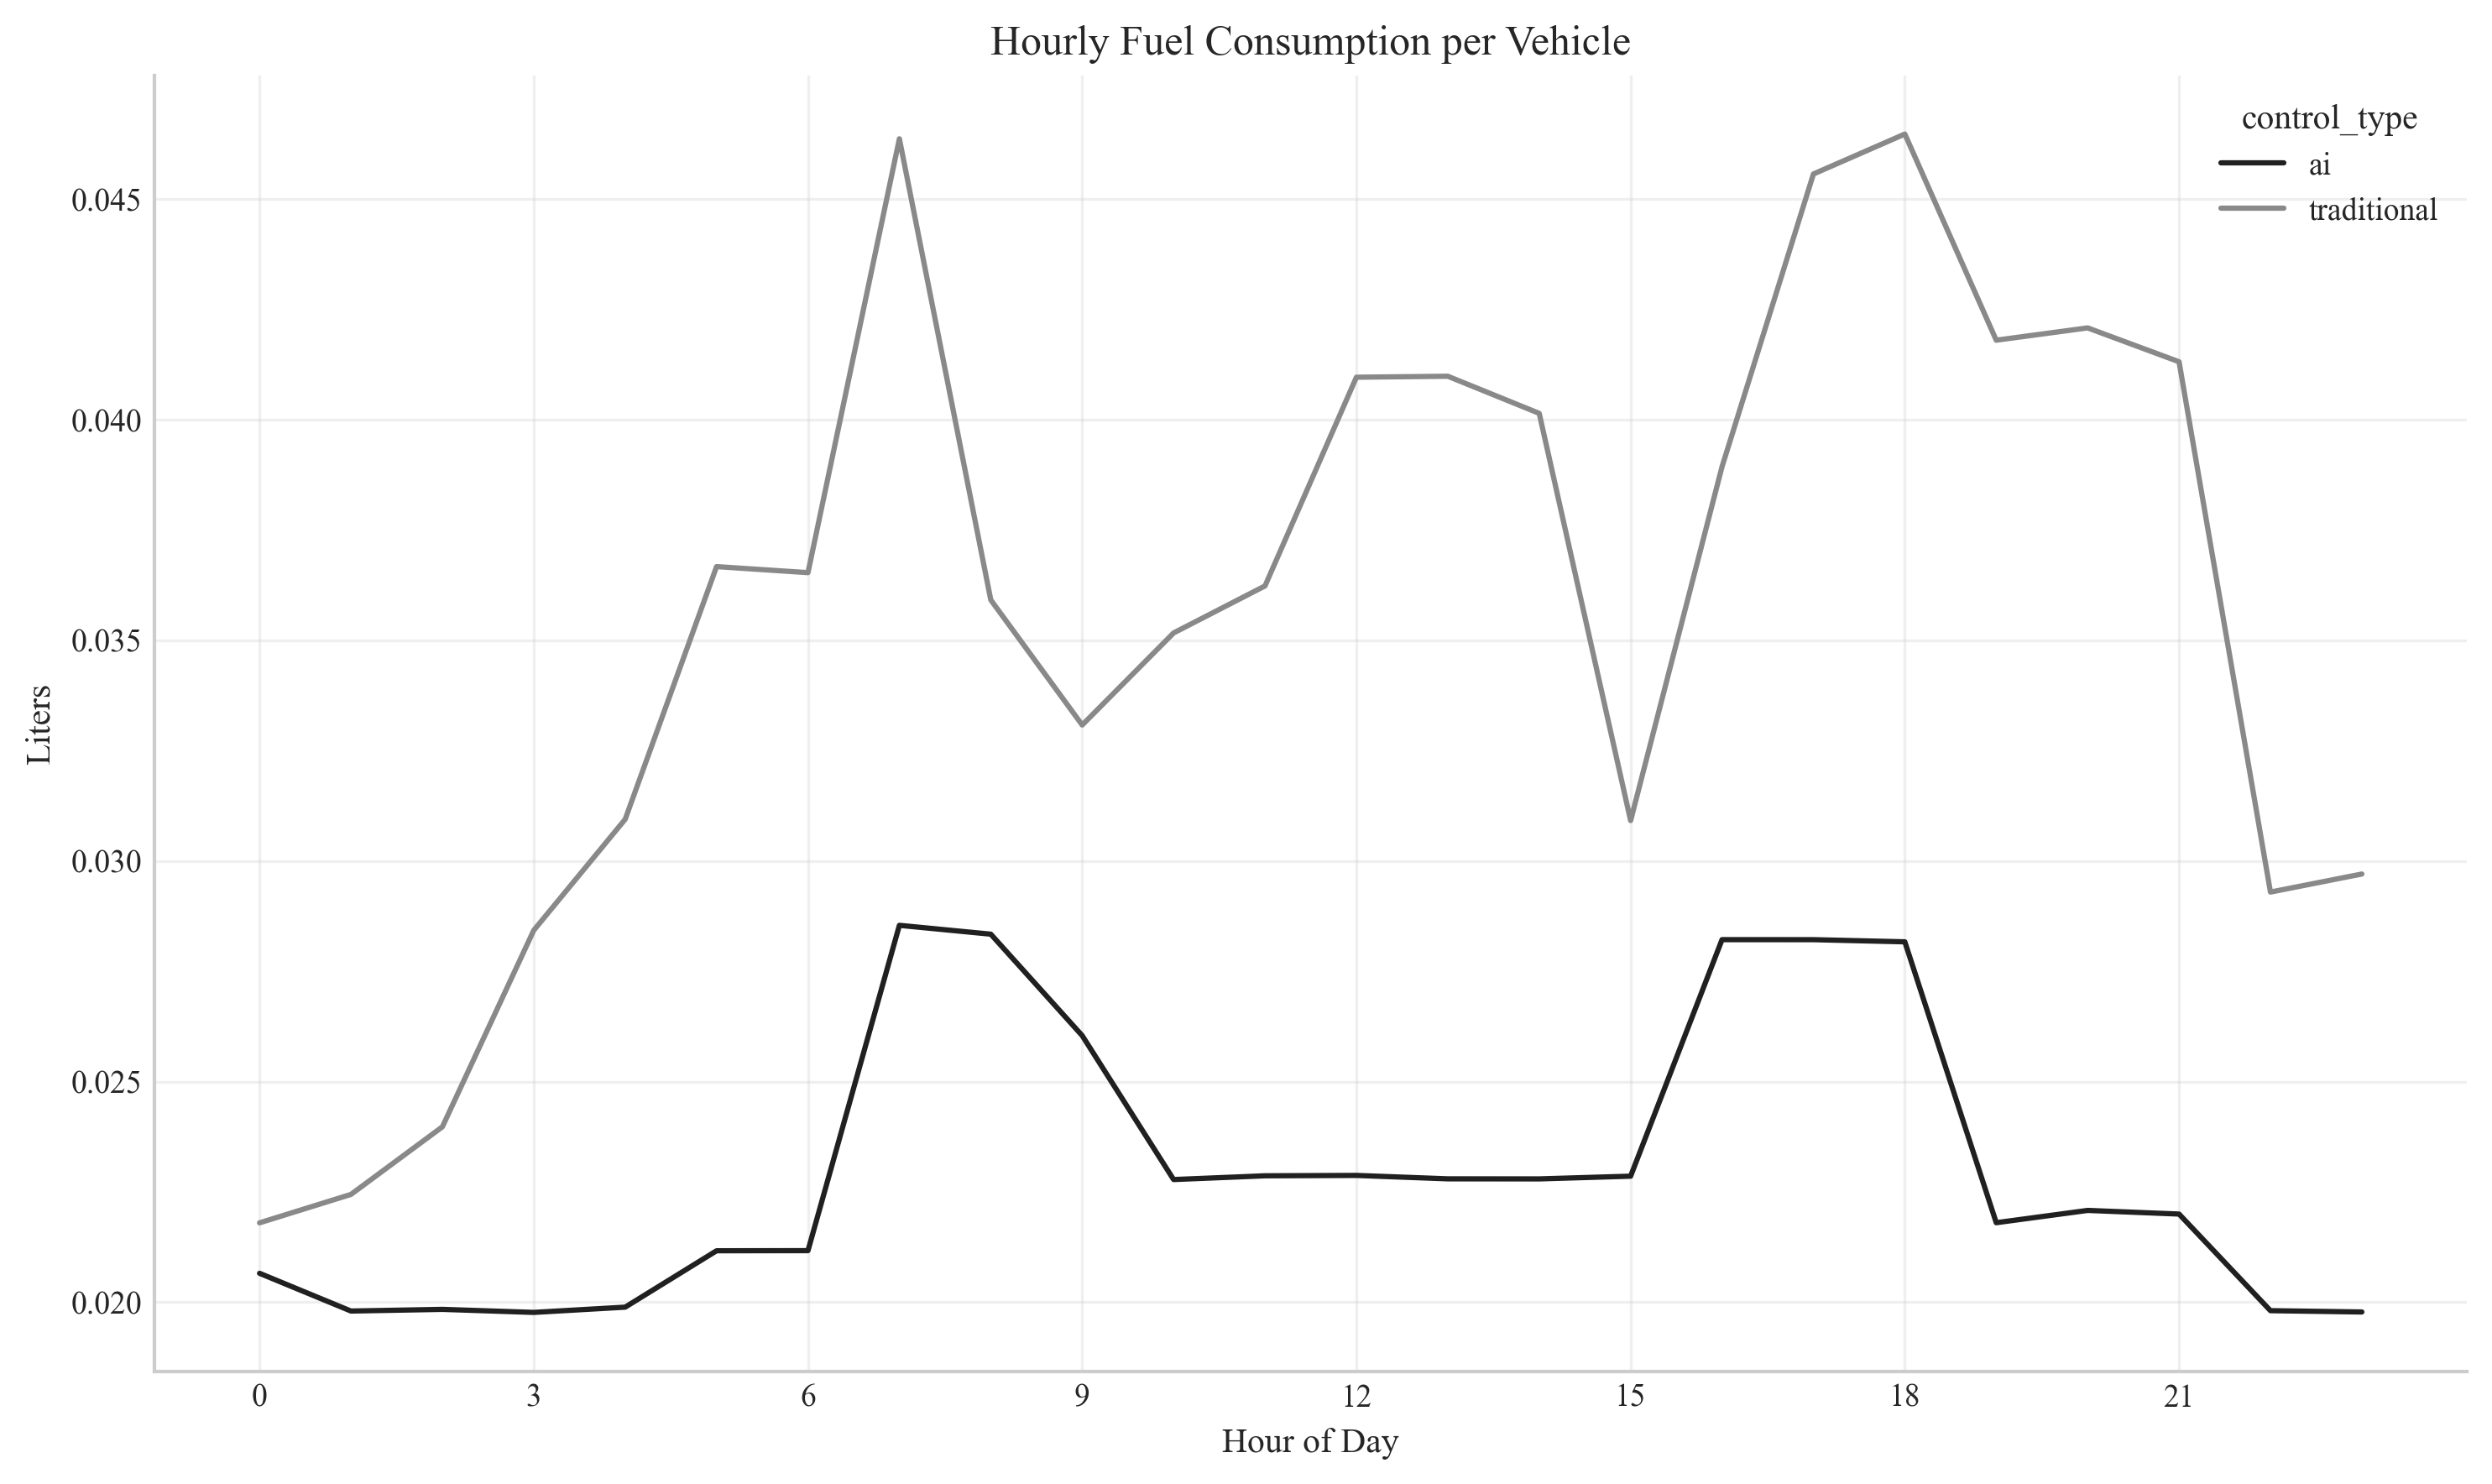 Hourly Fuel Consumption per Vehicle
control_type
ai
traditional
0.045
0.040
0.035
0.030
0.025
0.020
Liters
0 3 6 9 12 15 18 21
Hour of Day